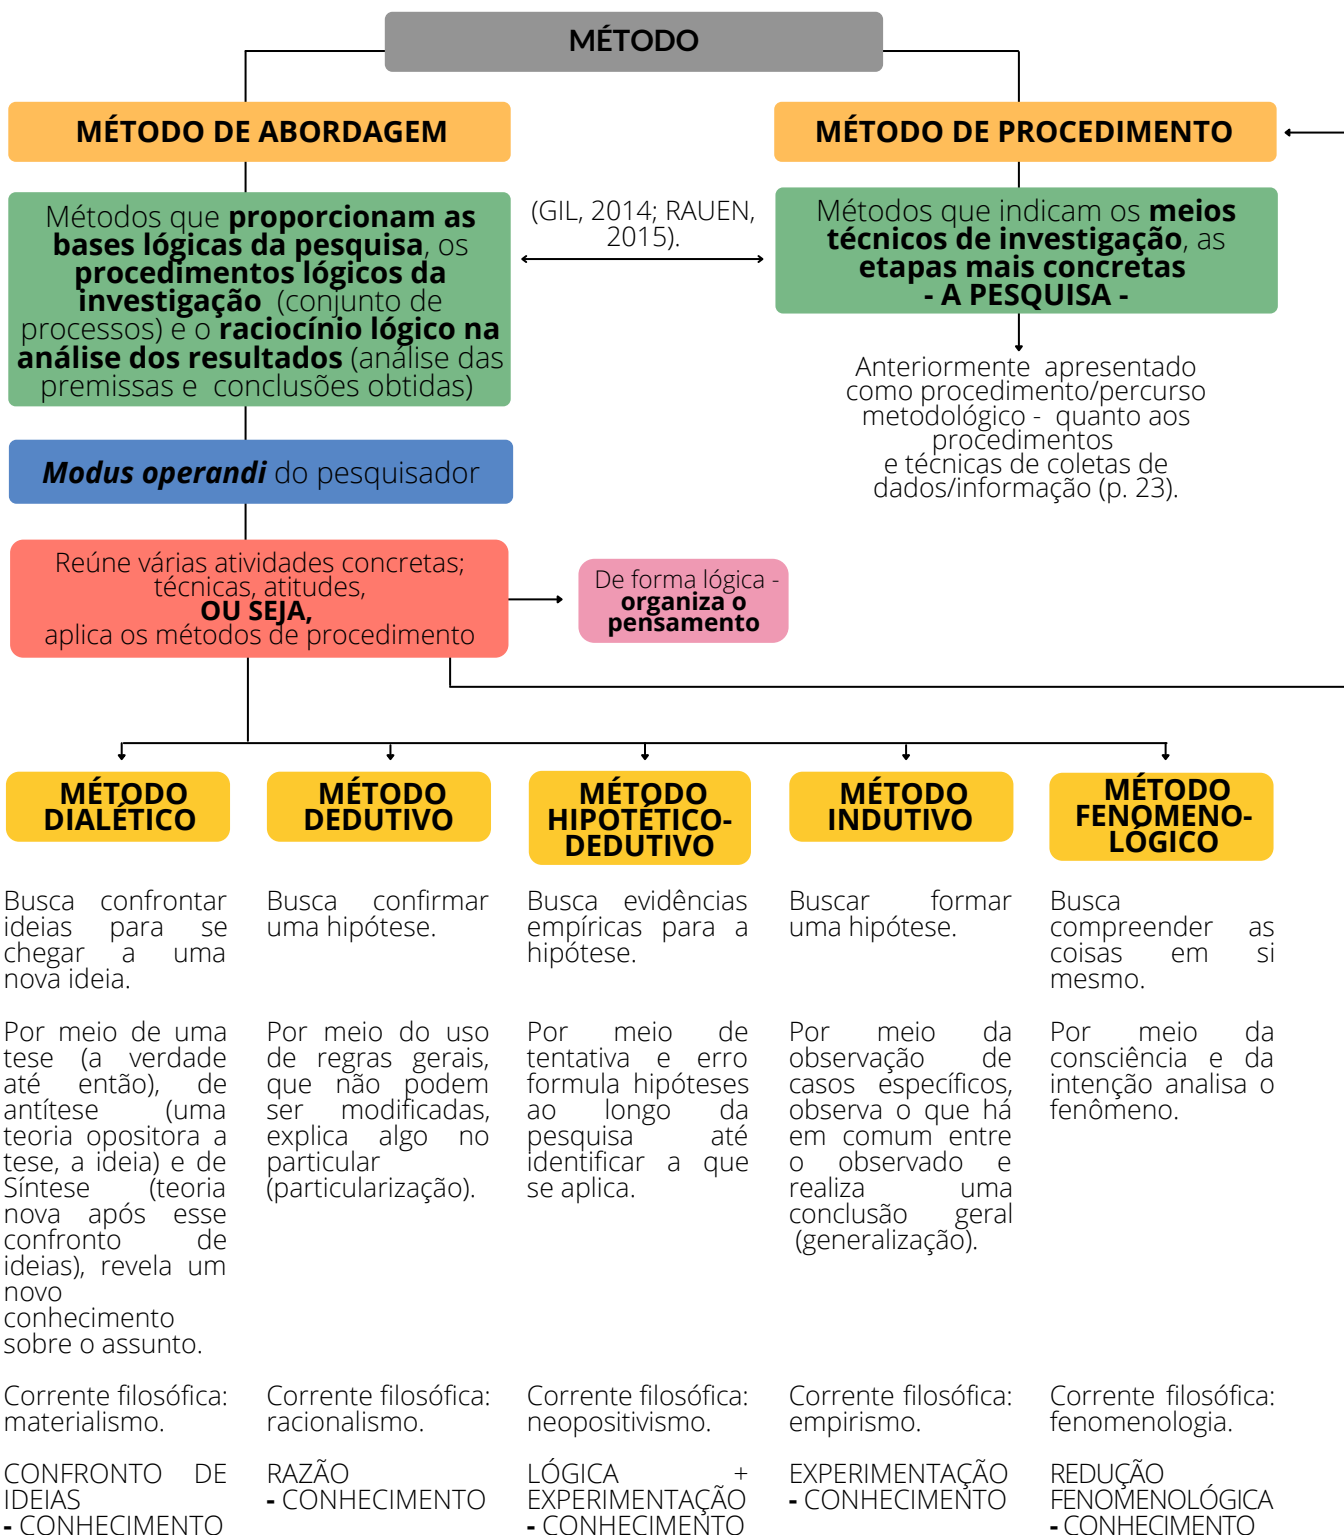 MÉTODO
MÉTODO DE ABORDAGEM
MÉTODO DE PROCEDIMENTO
Métodos que proporcionam as
bases lógicas da pesquisa, os
procedimentos lógicos da
investigação (conjunto de
processos) e o raciocínio lógico na
análise dos resultados (análise das
premissas e conclusões obtidas)
(GIL, 2014; RAUEN,
2015).
Métodos que indicam os meios
técnicos de investigação, as
etapas mais concretas
- A PESQUISA -
Anteriormente apresentado
como procedimento/percurso
metodológico - quanto aos
procedimentos
e técnicas de coletas de
dados/informação (p. 23).
Modus operandi do pesquisador
Reúne várias atividades concretas;
técnicas, atitudes,
OU SEJA,
aplica os métodos de procedimento
De forma lógica -
organiza o
pensamento
MÉTODO
DIALÉTICO
Busca confrontar
ideias para se
chegar a uma
nova ideia.
Por meio de uma
tese (a verdade
até então), de
antítese (uma
teoria opositora a
tese, a ideia) e de
Síntese (teoria
nova após esse
confronto de
ideias), revela um
novo
conhecimento
sobre o assunto.
Corrente filosófica:
materialismo.
CONFRONTO DE
IDEIAS
- CONHECIMENTO
MÉTODO
DEDUTIVO
Busca confirmar
uma hipótese.
Por meio do uso
de regras gerais,
que não podem
ser modificadas,
explica algo no
particular
(particularização).
Corrente filosófica:
racionalismo.
RAZÃO
- CONHECIMENTO
MÉTODO
HIPOTÉTICO-
DEDUTIVO
Busca evidências
empíricas para a
hipótese.
Por meio de
tentativa e erro
formula hipóteses
ao longo da
pesquisa até
identificar a que
se aplica.
Corrente filosófica:
neopositivismo.
LÓGICA +
EXPERIMENTAÇÃO
- CONHECIMENTO
MÉTODO
INDUTIVO
Buscar formar
uma hipótese.
Por meio da
observação de
casos específicos,
observa o que há
em comum entre
o observado e
realiza uma
conclusão geral
(generalização).
Corrente filosófica:
empirismo.
EXPERIMENTAÇÃO
- CONHECIMENTO
MÉTODO
FENOMENO-
LÓGICO
Busca
compreender as
coisas em si
mesmo.
Por meio da
consciência e da
intenção analisa o
fenômeno.
Corrente filosófica:
fenomenologia.
REDUÇÃO
FENOMENOLÓGICA
- CONHECIMENTO